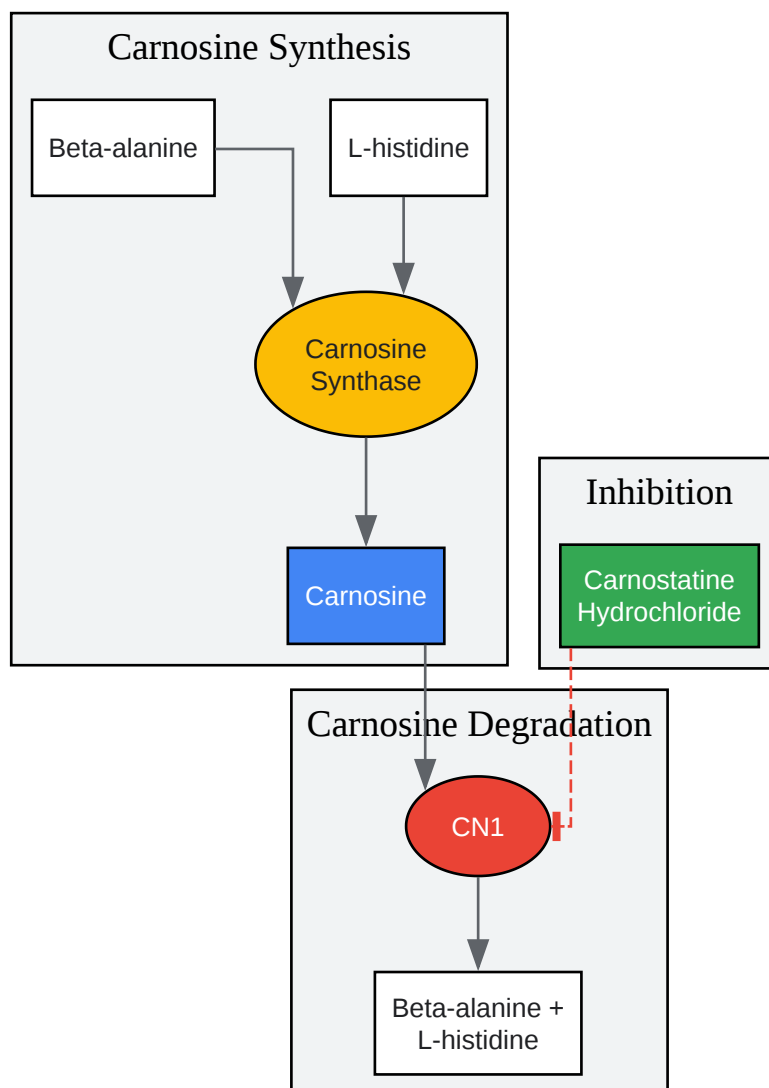 Carnosine Synthesis
Beta-alanine
L-histidine
Carnosine
Synthase
Carnosine
Inhibition
Carnostatine
Hydrochloride
Carnosine Degradation
CN1
Beta-alanine +
L-histidine